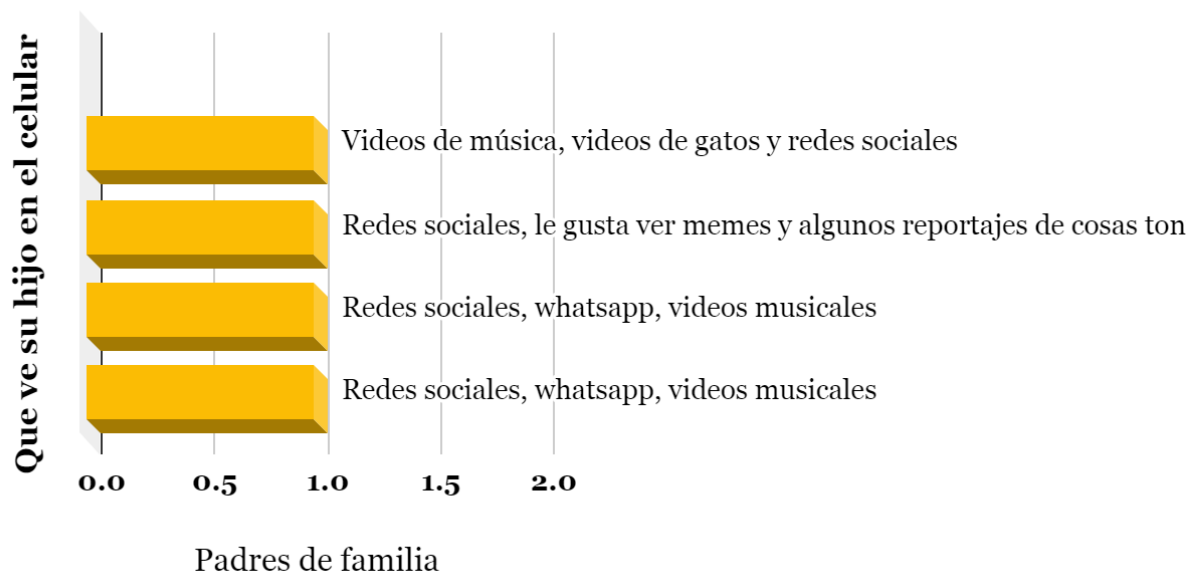 Que ve su hijo en el celular
Videos de música, videos de gatos y redes sociales
Redes sociales, le gusta ver memes y algunos reportajes de cosas ton
Redes sociales, whatsapp, videos musicales
Redes sociales, whatsapp, videos musicales
0.0 0.5 1.0 1.5 2.0
Padres de familia